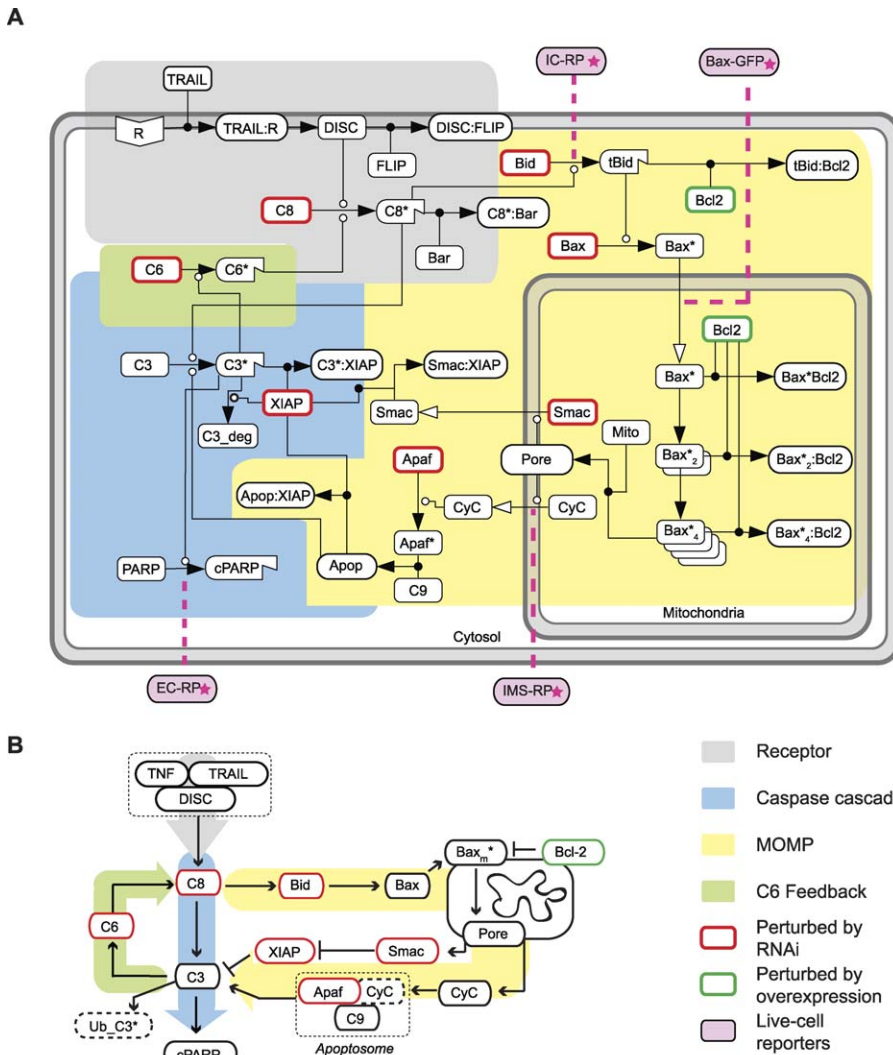 A
IC-RP
Bax-GFP
TRAIL
R
TRAIL:R
DISC
DISC:FLIP
FLIP
Bid
tBid
tBid:Bcl2
Bcl2
C8
C8*
C8*:Bar
Bar
Bax
Bax*
C6
C6*
Bcl2
C3
C3*
C3*:XIAP
Smac:XIAP
Bax*
Bax*Bcl2
XIAP
Smac
Smac
Mito
C3_deg
Apaf
Pore
Bax*2
Bax*2:Bcl2
Apop:XIAP
CyC
CyC
Bax*4
Bax*4:Bcl2
Apaf*
PARP
cPARP
Apop
C9
Mitochondria
Cytosol
EC-RP
IMS-RP
B
TNF
TRAIL
DISC
C8
Bid
Bax
Baxm*
Bcl-2
C6
XIAP
Smac
Pore
C3
Apaf
CyC
CyC
C9
Ub_C3*
Apoptosome
cPARP
Receptor
Caspase cascad
MOMP
C6 Feedback
Perturbed by
RNAi
Perturbed by
overexpression
Live-cell
reporters